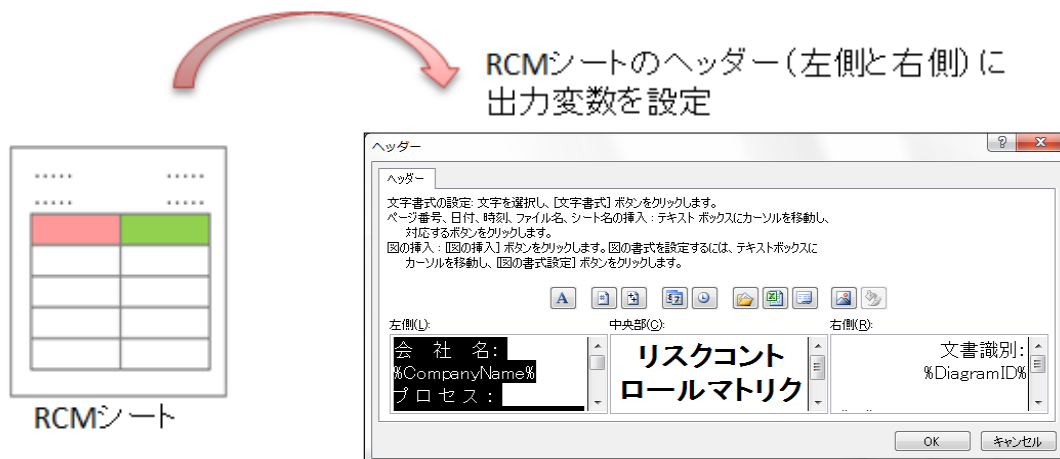 RCMシートのヘッダー（左側と右側）に
出力変数を設定
RCMシート
ヘッダー
ヘッダー
文字書式の設定: 文字を選択し、[文字書式] ボタンをクリックします。
ページ番号、日付、時刻、ファイル名、シート名の挿入 : テキスト ボックスにカーソルを移動し、
対応するボタンをクリックします。
図の挿入 : [図の挿入] ボタンをクリックします。図の書式を設定するには、テキストボックスに
カーソルを移動し、[図の書式設定] ボタンをクリックします。
左側(L):
中央部(C):
右側(R):
会 社 名:
%CompanyName%
プロセス:
リスクコント
ロールマトリク
文書識別:
%DiagramID%
OK
キャンセル